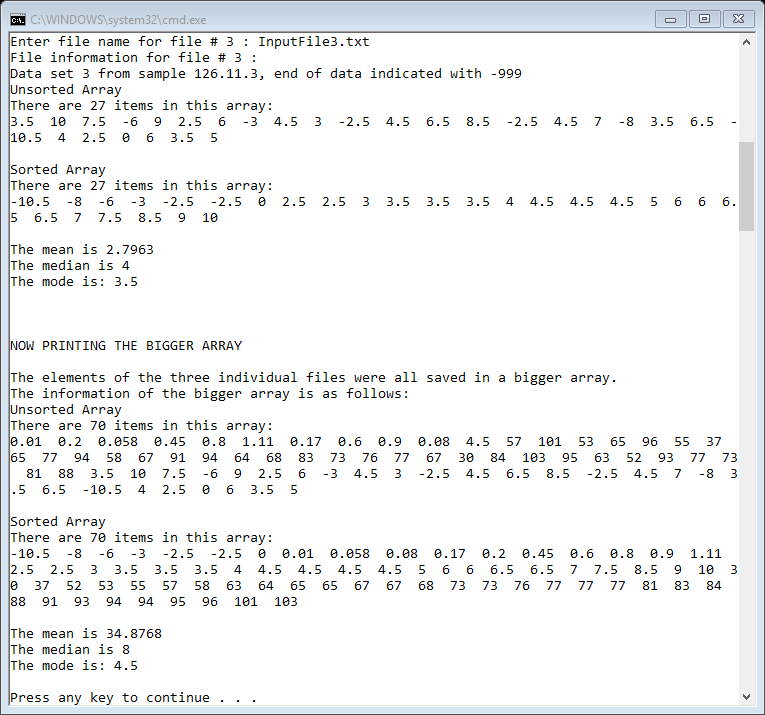 C:\WINDOWS\system32\cmd.exe
Enter file name for file # 3 : InputFile3.txt
File information for file # 3 :
Data set 3 from sample 126.11.3, end of data indicated with -999
Unsorted Array
There are 27 items in this array:
3.5  10  7.5  -6  9  2.5  6  -3  4.5  3  -2.5  4.5  6.5  8.5  -2.5  4.5  7  -8  3.5  6.5  -
10.5  4  2.5  0  6  3.5  5
Sorted Array
There are 27 items in this array:
-10.5  -8  -6  -3  -2.5  -2.5  0  2.5  2.5  3  3.5  3.5  3.5  4  4.5  4.5  4.5  5  6  6  6.
5  6.5  7  7.5  8.5  9  10
The mean is 2.7963
The median is 4
The mode is: 3.5
NOW PRINTING THE BIGGER ARRAY
The elements of the three individual files were all saved in a bigger array.
The information of the bigger array is as follows:
Unsorted Array
There are 70 items in this array:
0.01  0.2  0.058  0.45  0.8  1.11  0.17  0.6  0.9  0.08  4.5  57  101  53  65  96  55  37
65  77  94  58  67  91  94  64  68  83  73  76  77  67  30  84  103  95  63  52  93  77  73
  81  88  3.5  10  7.5  -6  9  2.5  6  -3  4.5  3  -2.5  4.5  6.5  8.5  -2.5  4.5  7  -8  3
.5  6.5  -10.5  4  2.5  0  6  3.5  5
Sorted Array
There are 70 items in this array:
-10.5  -8  -6  -3  -2.5  -2.5  0  0.01  0.058  0.08  0.17  0.2  0.45  0.6  0.8  0.9  1.11
2.5  2.5  3  3.5  3.5  3.5  4  4.5  4.5  4.5  4.5  5  6  6  6.5  6.5  7  7.5  8.5  9  10  3
0  37  52  53  55  57  58  63  64  65  65  67  67  68  73  73  76  77  77  77  81  83  84
88  91  93  94  94  95  96  101  103
The mean is 34.8768
The median is 8
The mode is: 4.5
Press any key to continue . . .